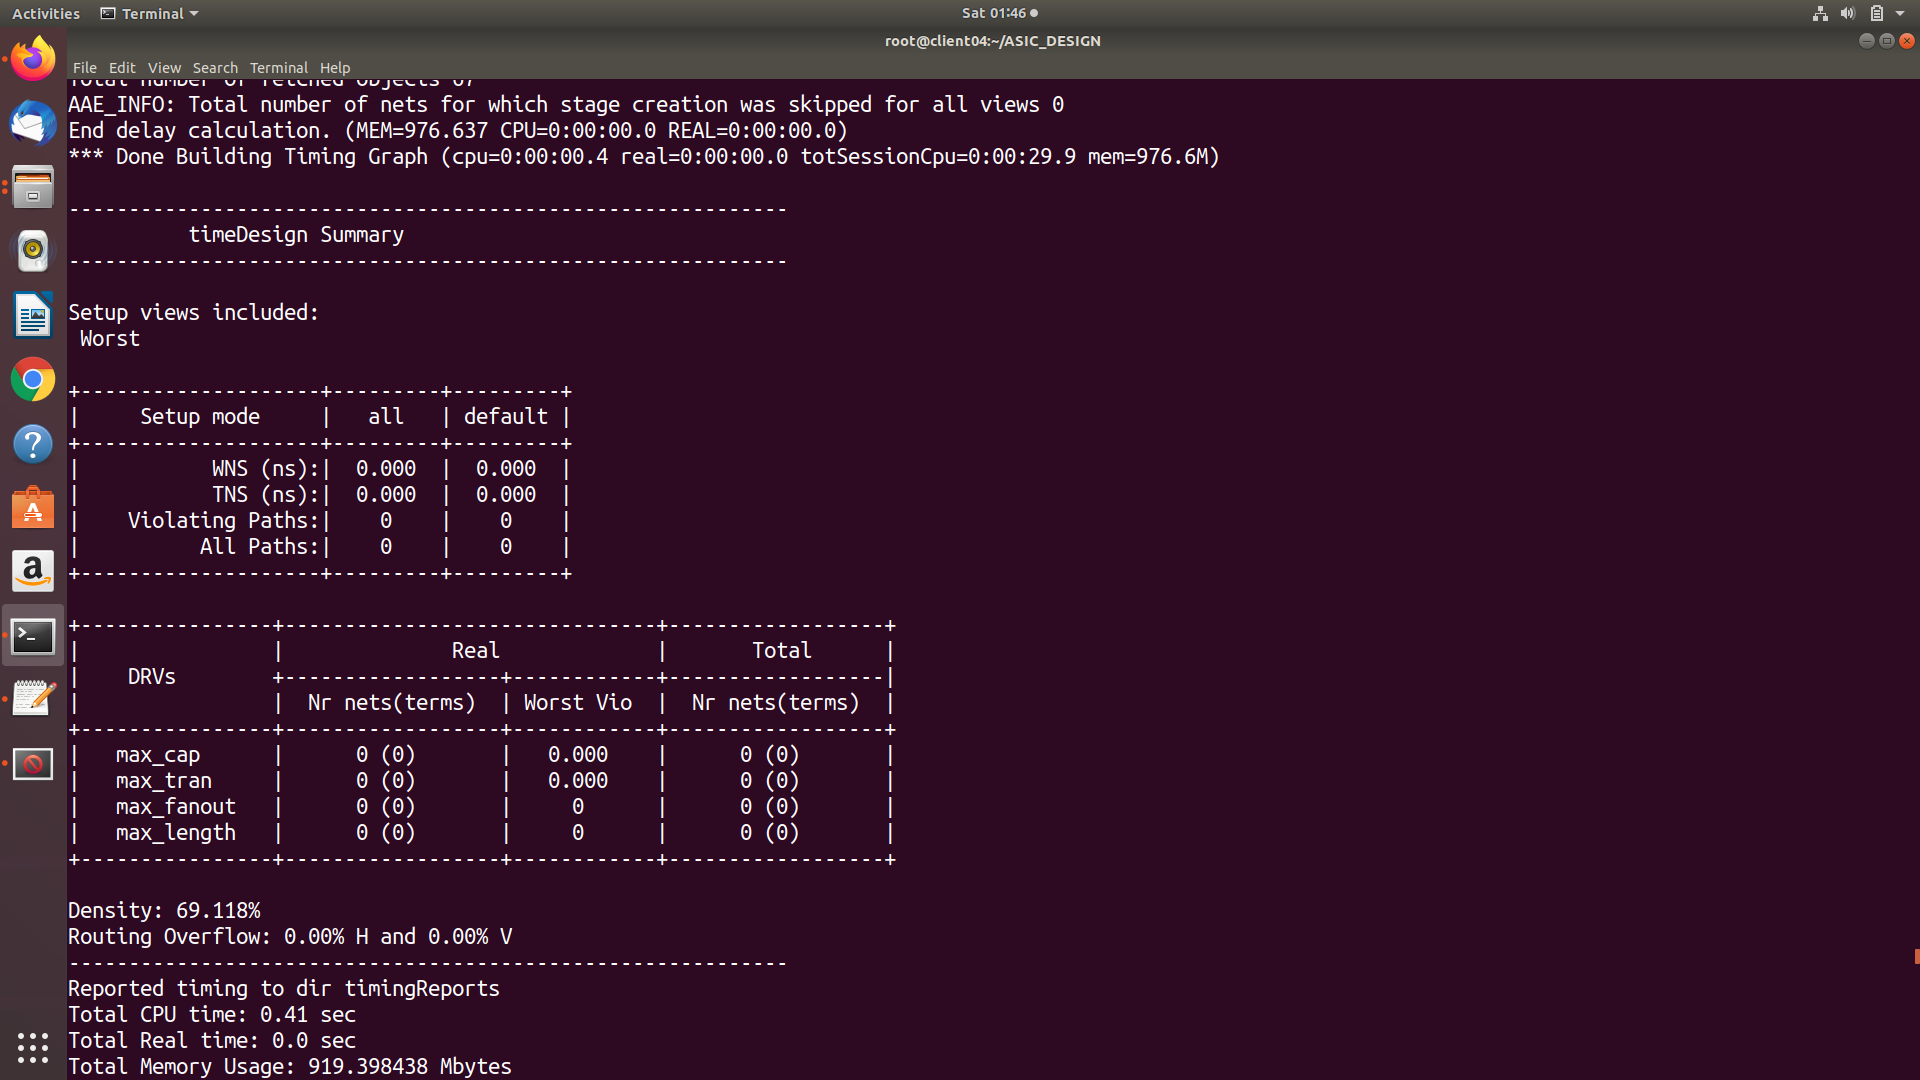 Activities Terminal Sat 01:46
root@client04:~/ASIC_DESIGN
File Edit View Search Terminal Help
Total number of fetched objects 67
AAE_INFO: Total number of nets for which stage creation was skipped for all views 0
End delay calculation. (MEM=976.637 CPU=0:00:00.0 REAL=0:00:00.0)
*** Done Building Timing Graph (cpu=0:00:00.4 real=0:00:00.0 totSessionCpu=0:00:29.9 mem=976.6M)
------------------------------------------------------------
          timeDesign Summary
------------------------------------------------------------
Setup views included:
 Worst
+--------------------+---------+---------+
|     Setup mode     |   all   | default |
+--------------------+---------+---------+
|           WNS (ns):|  0.000  |  0.000  |
|           TNS (ns):|  0.000  |  0.000  |
|    Violating Paths:|    0    |    0    |
|          All Paths:|    0    |    0    |
+--------------------+---------+---------+
+----------------+-------------------------------+------------------+
|                |              Real             |       Total      |
|    DRVs        +------------------+------------+------------------|
|                |  Nr nets(terms)  | Worst Vio  |  Nr nets(terms)  |
+----------------+------------------+------------+------------------+
|   max_cap      |      0 (0)       |   0.000    |      0 (0)       |
|   max_tran     |      0 (0)       |   0.000    |      0 (0)       |
|   max_fanout   |      0 (0)       |     0      |      0 (0)       |
|   max_length   |      0 (0)       |     0      |      0 (0)       |
+----------------+------------------+------------+------------------+
Density: 69.118%
Routing Overflow: 0.00% H and 0.00% V
------------------------------------------------------------
Reported timing to dir timingReports
Total CPU time: 0.41 sec
Total Real time: 0.0 sec
Total Memory Usage: 919.398438 Mbytes